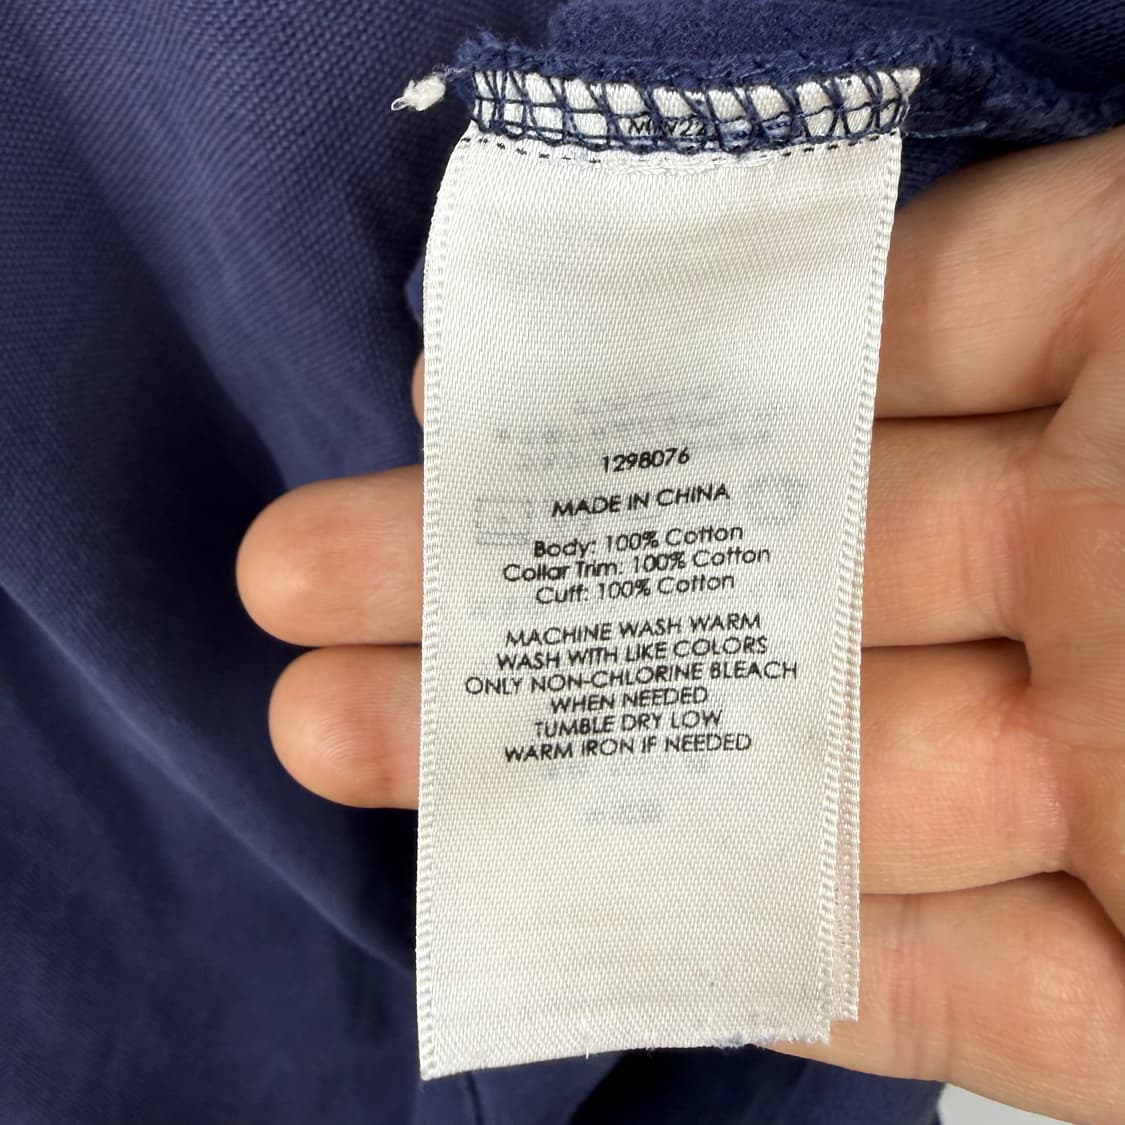 1298076
MADE IN CHINA
Body: 100% Cotton
Collar Trim: 100% Cotton
Cuff: 100% Cotton
MACHINE WASH WARM
WASH WITH LIKE COLORS
ONLY NON-CHLORINE BLEACH
WHEN NEEDED
TUMBLE DRY LOW
WARM IRON IF NEEDED